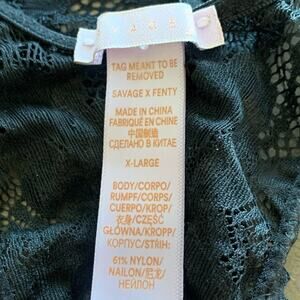 TAG MEANT TO BE
REMOVED
SAVAGE X FENTY
MADE IN CHINA
FABRIQUÉ EN CHINE
中国制造
СДЕЛАНО В КИТАЕ
X-LARGE
BODY/CORPO/
RUMPF/CORPS/
CUERPO/KROP/
衣身/CZĘŚĆ
GŁÓWNA/KROPP/
КОРПУС/STŘIH:
61% NYLON/
NAILON/尼龙/
НЕЙЛОН